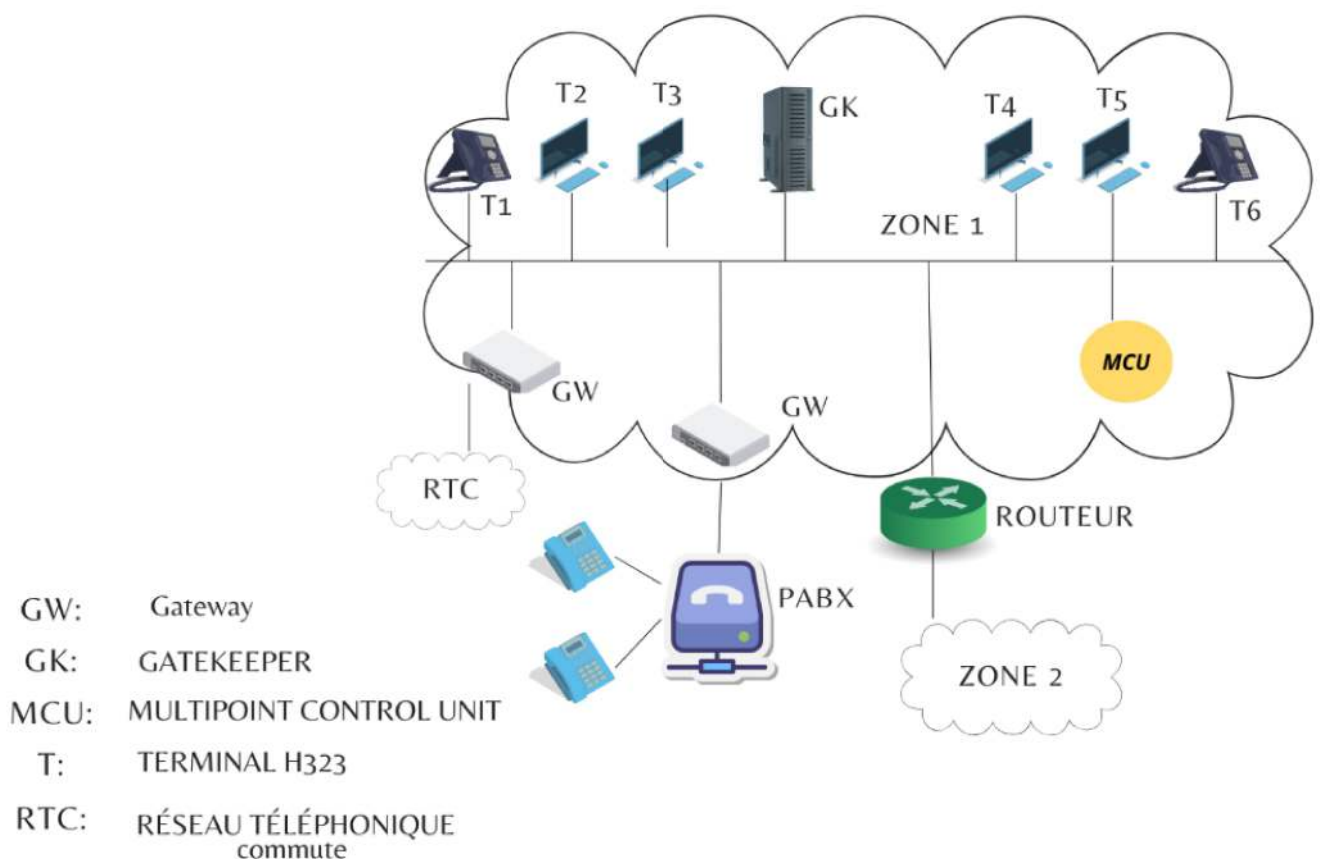 T2
T3
GK
T4
T5
T1
ZONE 1
T6
GW
MCU
GW
RTC
ROUTEUR
PABX
ZONE 2
GW: Gateway
GK: GATEKEEPER
MCU: MULTIPOINT CONTROL UNIT
T: TERMINAL H323
RTC: RÉSEAU TÉLÉPHONIQUE
commute